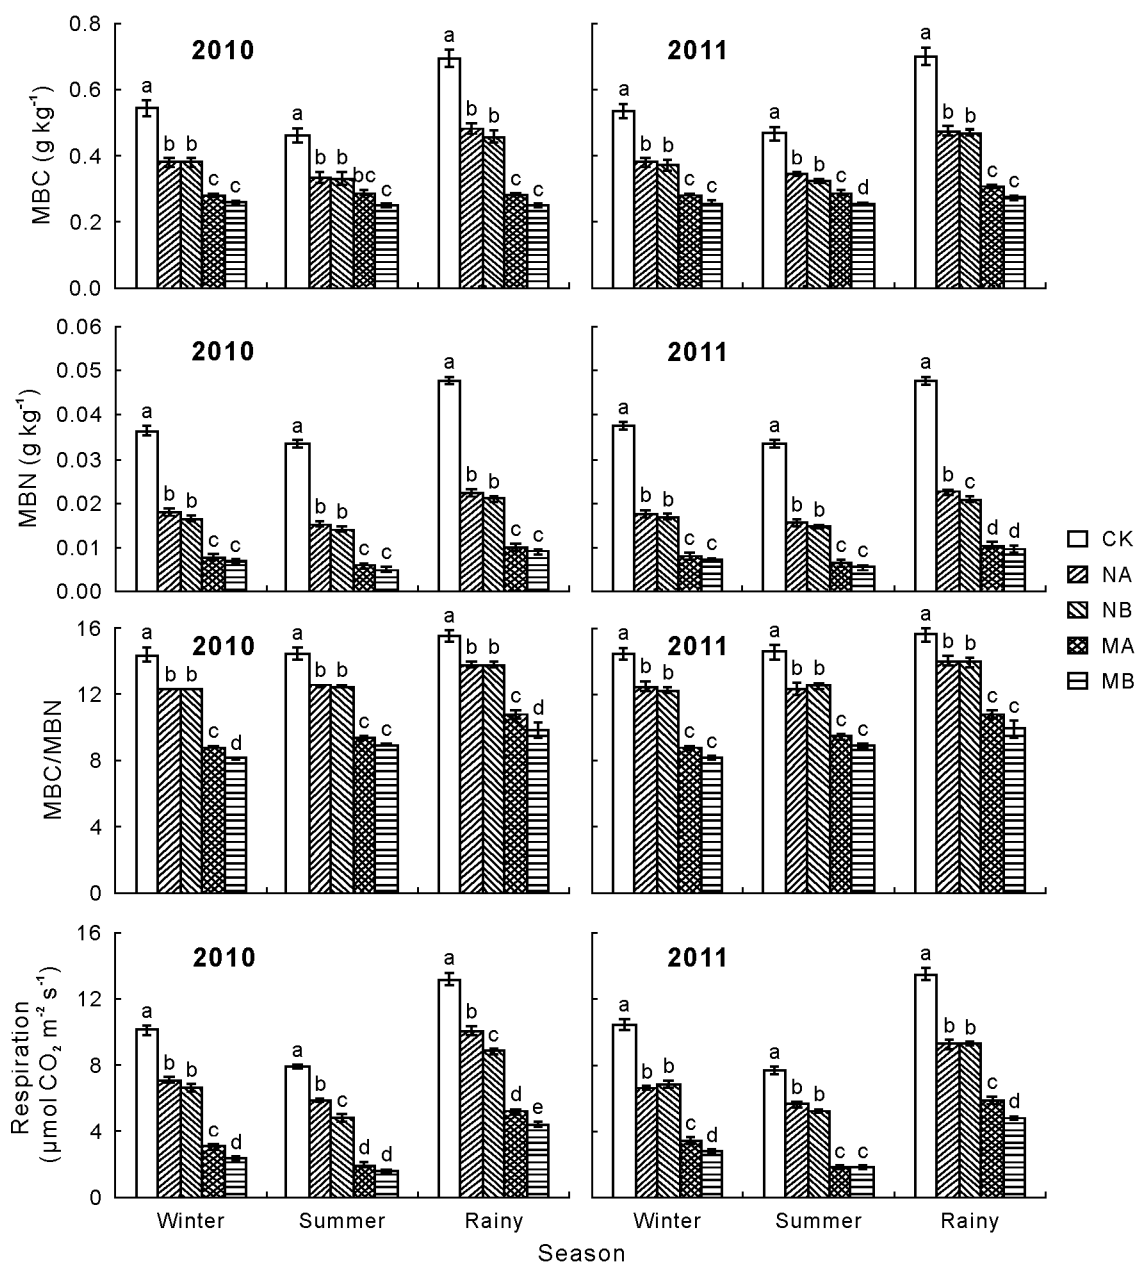 2010 2011
MBC (g kg⁻¹)
0.8
0.6
0.4
0.2
0.0
a b b c c a b b bc c a b b c c
a b b c c a b b c d a b b c c
2010 2011
MBN (g kg⁻¹)
0.06
0.05
0.04
0.03
0.02
0.01
0.00
a b b c c a b b c c a b b c c
a b b c c a b b c c a b c d d
CK
NA
NB
MA
MB
2010 2011
MBC/MBN
16
12
8
4
0
a b b c d a b b c c a b b c d
a b b c c a b b c c a b b c c
2010 2011
Respiration
(µmol CO₂ m⁻² s⁻¹)
16
12
8
4
0
a b b c d a b c d d a b c d e
a b b c d a b b c c a b b c d
Winter Summer Rainy Winter Summer Rainy
Season